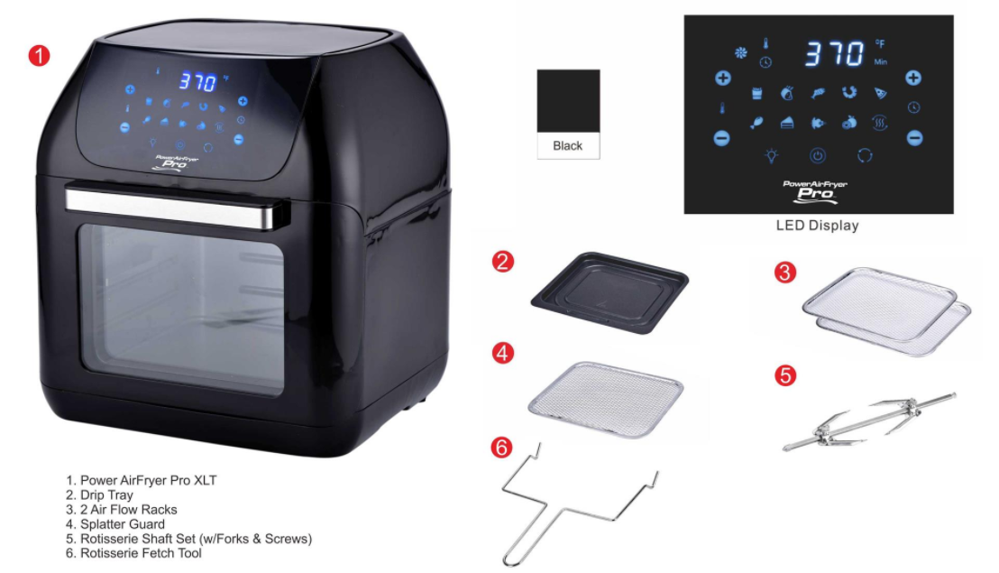 1
370
°F
PowerAirFryer
Pro
Black
370
°F
Min
PowerAirFryer
Pro™
LED Display
2
3
4
5
6
1. Power AirFryer Pro XLT
2. Drip Tray
3. 2 Air Flow Racks
4. Splatter Guard
5. Rotisserie Shaft Set (w/Forks & Screws)
6. Rotisserie Fetch Tool